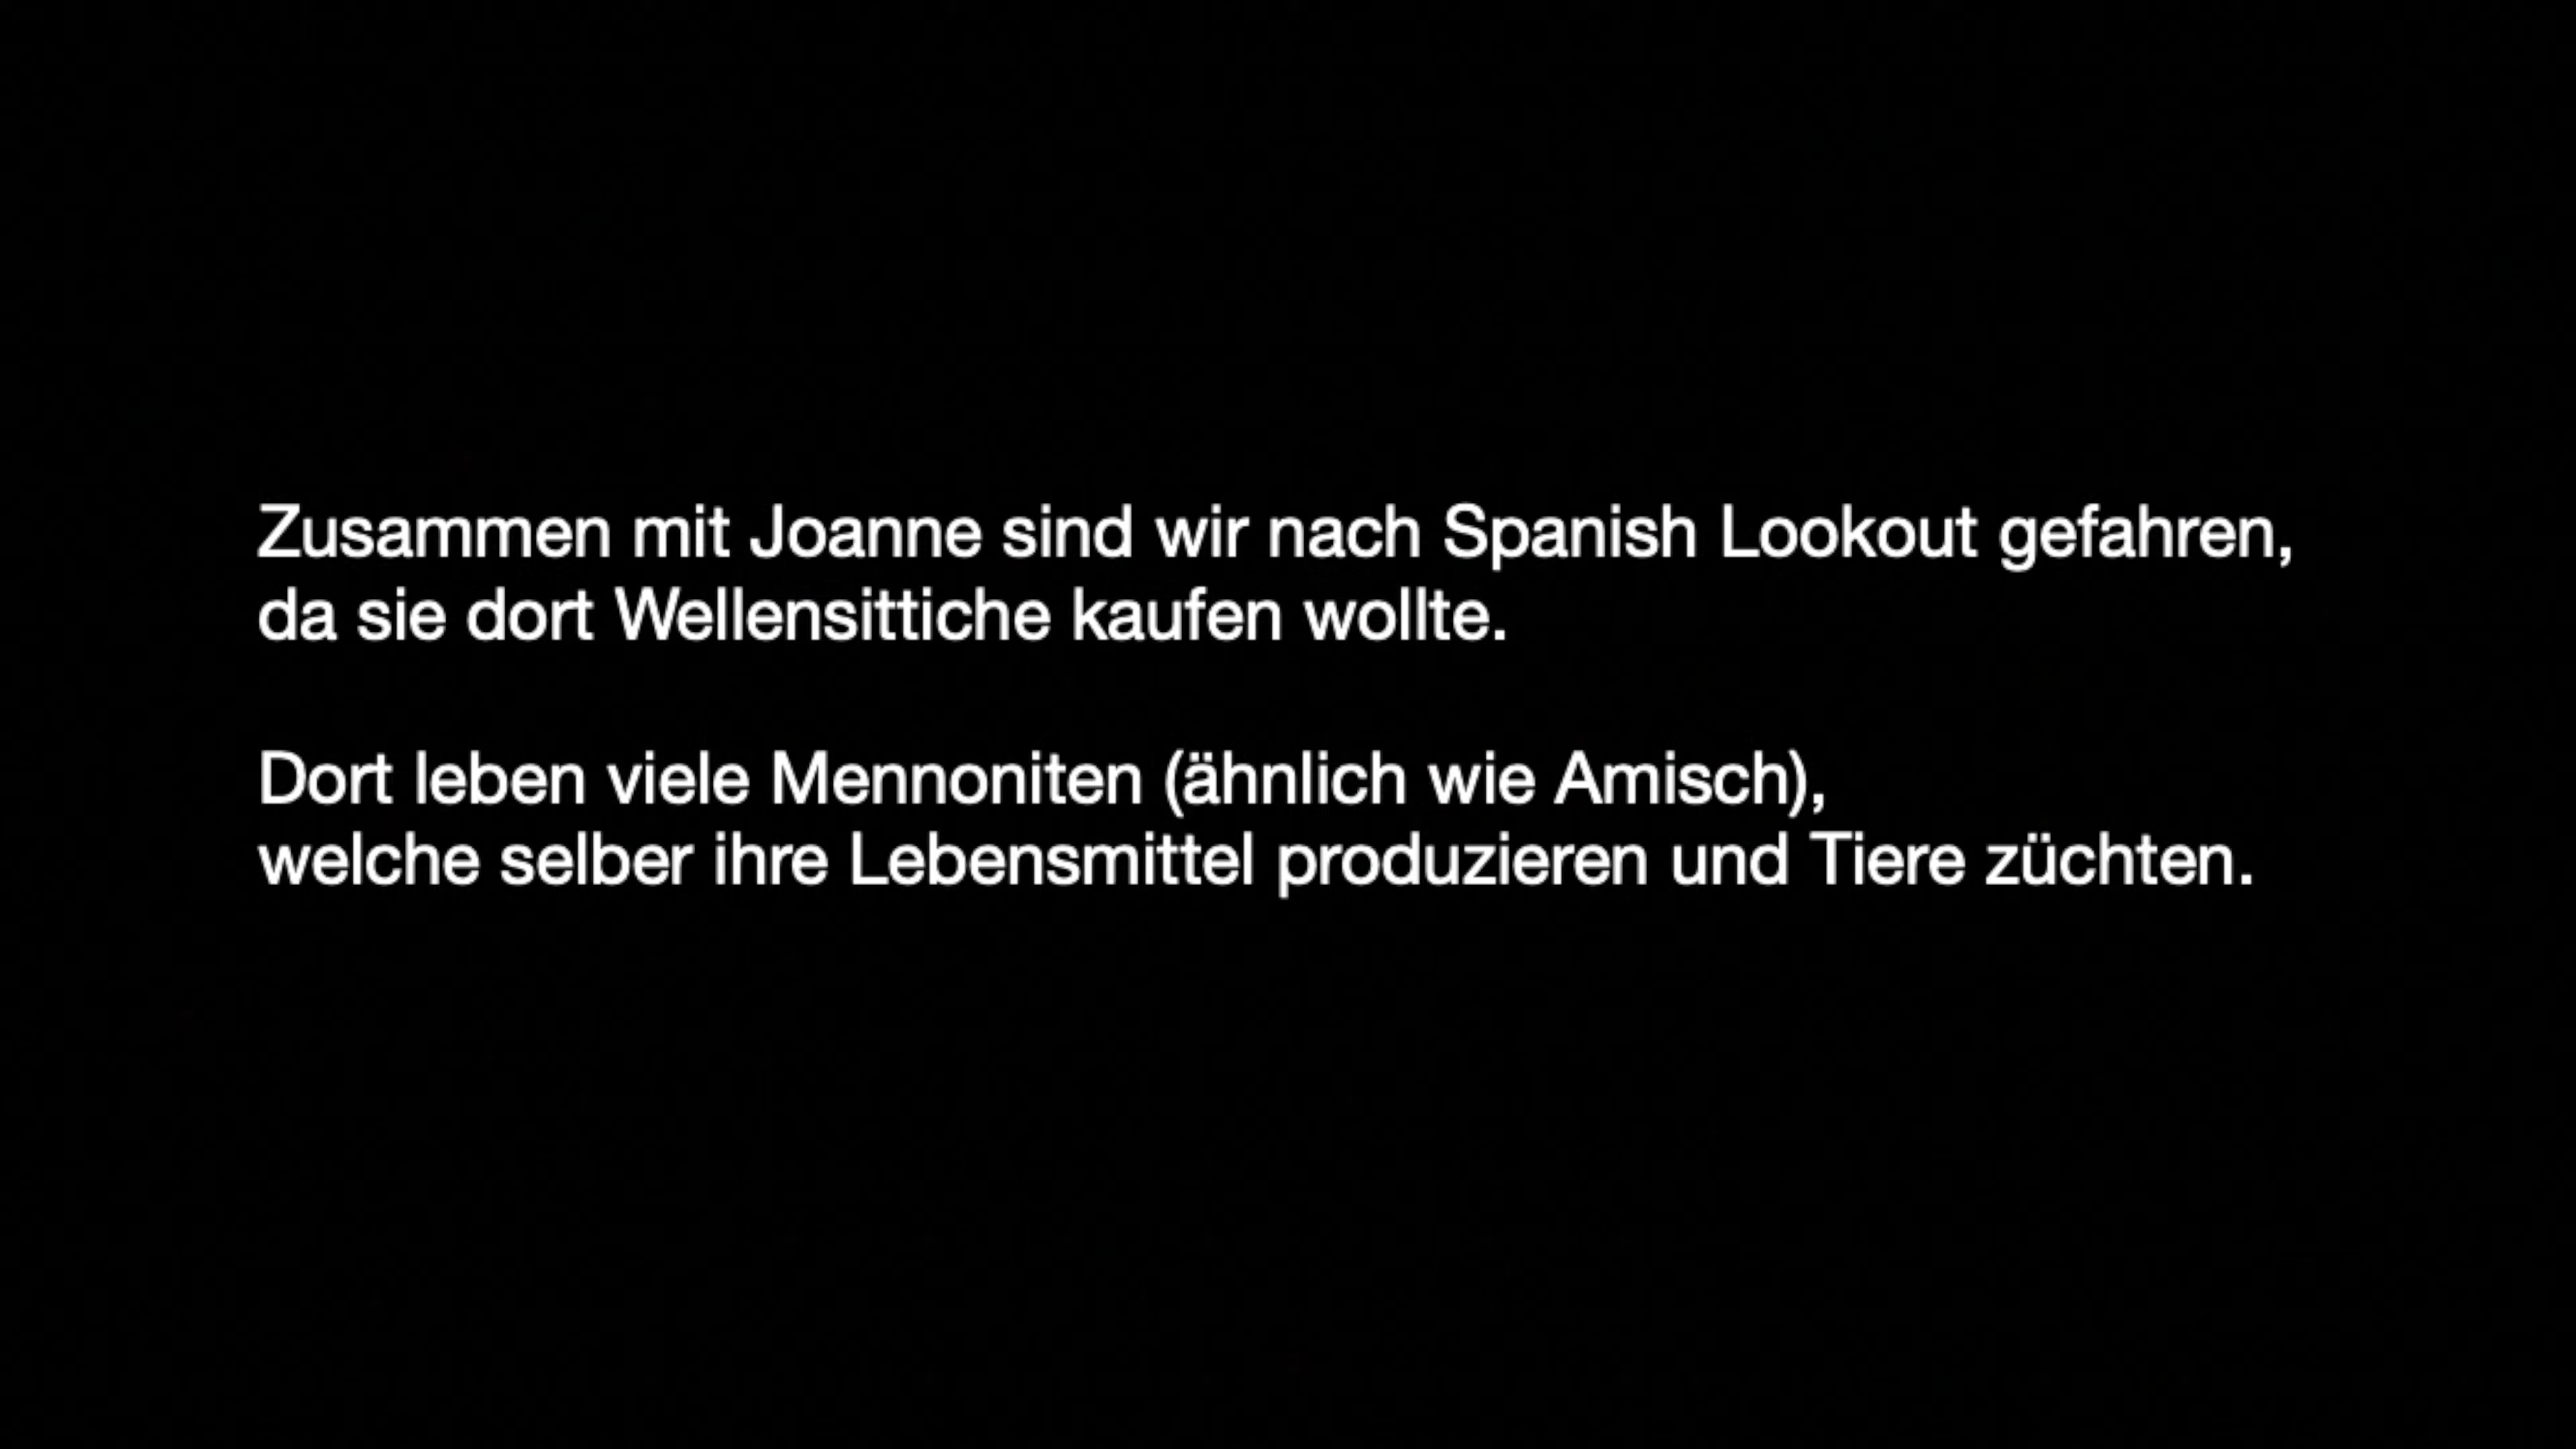 Zusammen mit Joanne sind wir nach Spanish Lookout gefahren,
da sie dort Wellensittiche kaufen wollte.
Dort leben viele Mennoniten (ähnlich wie Amisch),
welche selber ihre Lebensmittel produzieren und Tiere züchten.